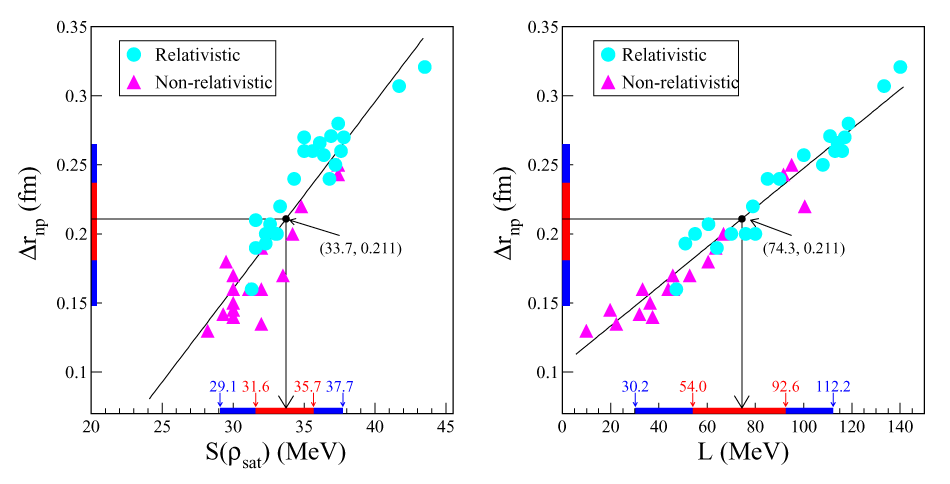 0.35
0.3
0.25
0.2
0.15
0.1
Δr_np (fm)
Relativistic
Non-relativistic
(33.7, 0.211)
29.1 31.6 35.7 37.7
20 25 30 35 40 45
S(ρ_sat) (MeV)
0.35
0.3
0.25
0.2
0.15
0.1
Δr_np (fm)
Relativistic
Non-relativistic
(74.3, 0.211)
30.2 54.0 92.6 112.2
0 20 40 60 80 100 120 140
L (MeV)